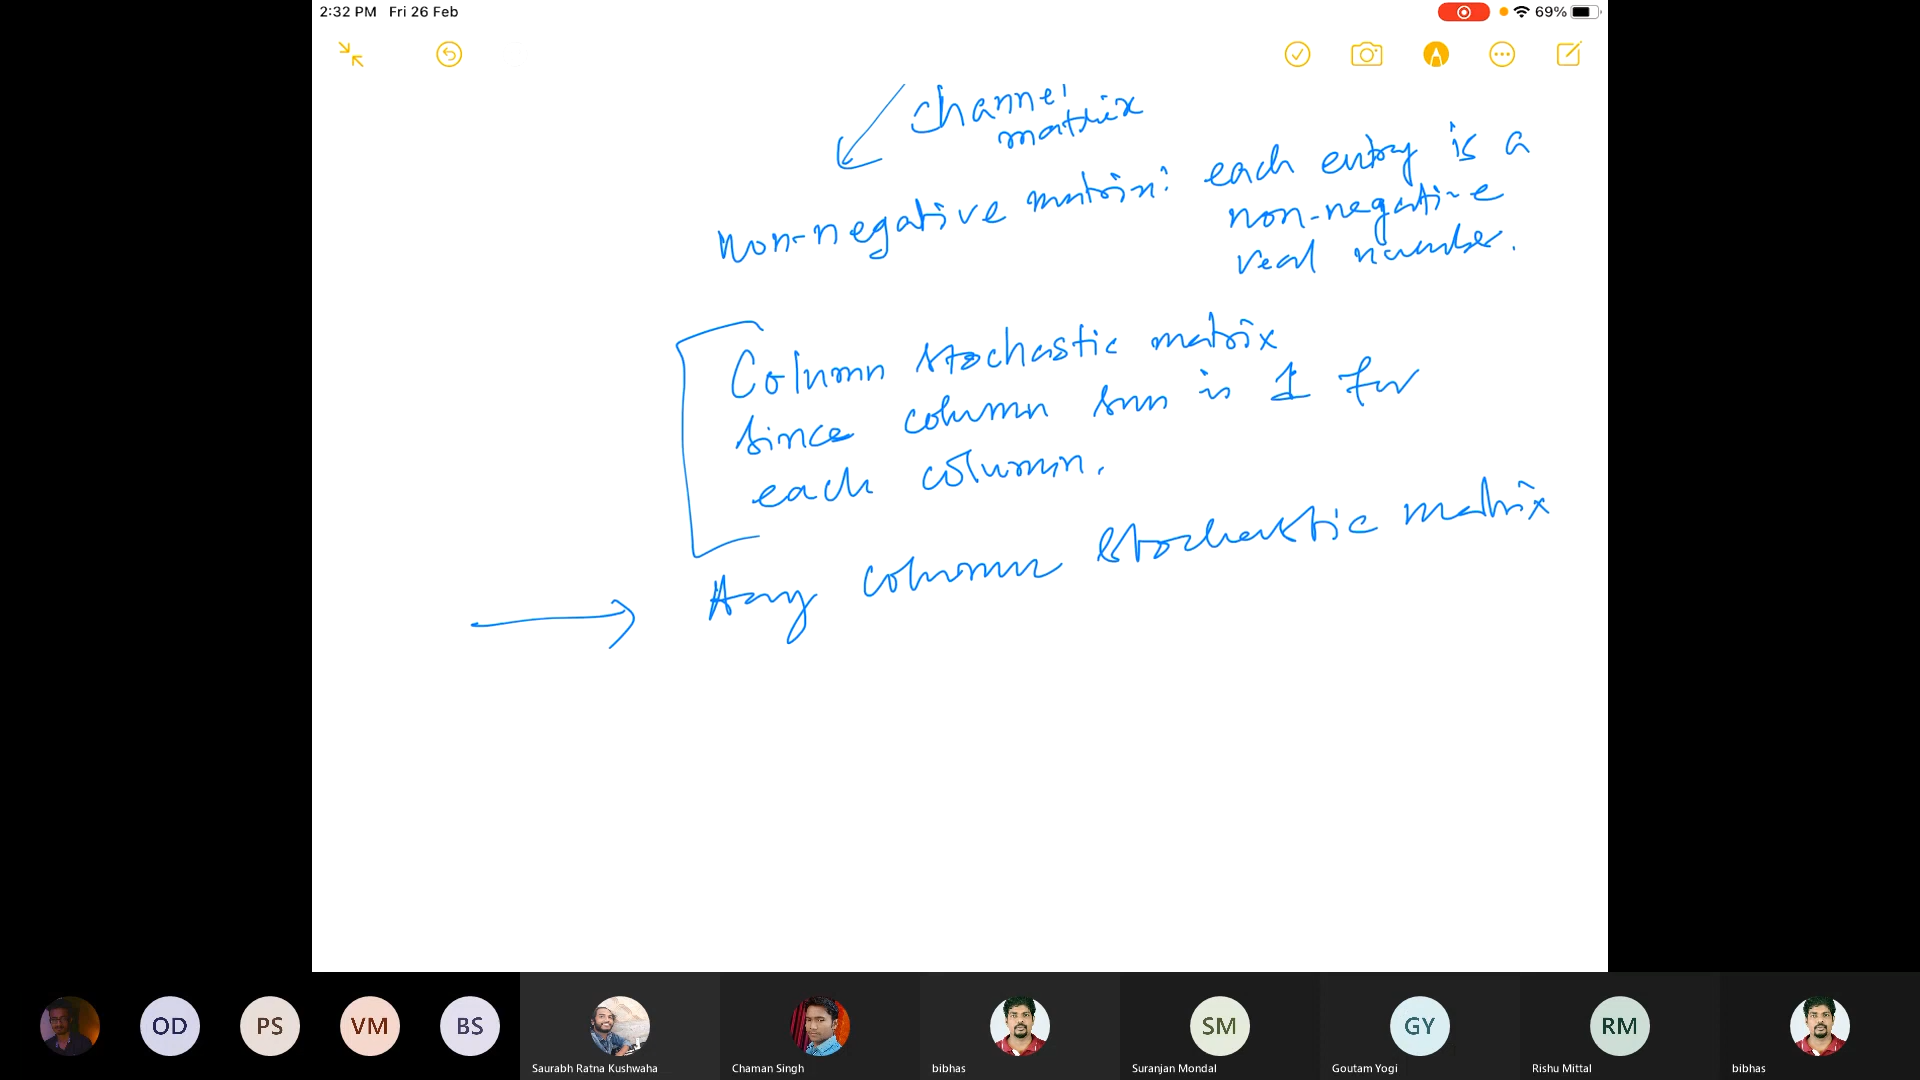 2:32 PM Fri 26 Feb
69%
channel
matrix
non-negative matrix: each entry is a
non-negative
real number.
Column stochastic matrix
since column sum is 1 for
each column.
Any column stochastic matrix
OD PS VM BS SM GY RM
Saurabh Ratna Kushwaha Chaman Singh bibhas Suranjan Mondal Goutam Yogi Rishu Mittal bibhas